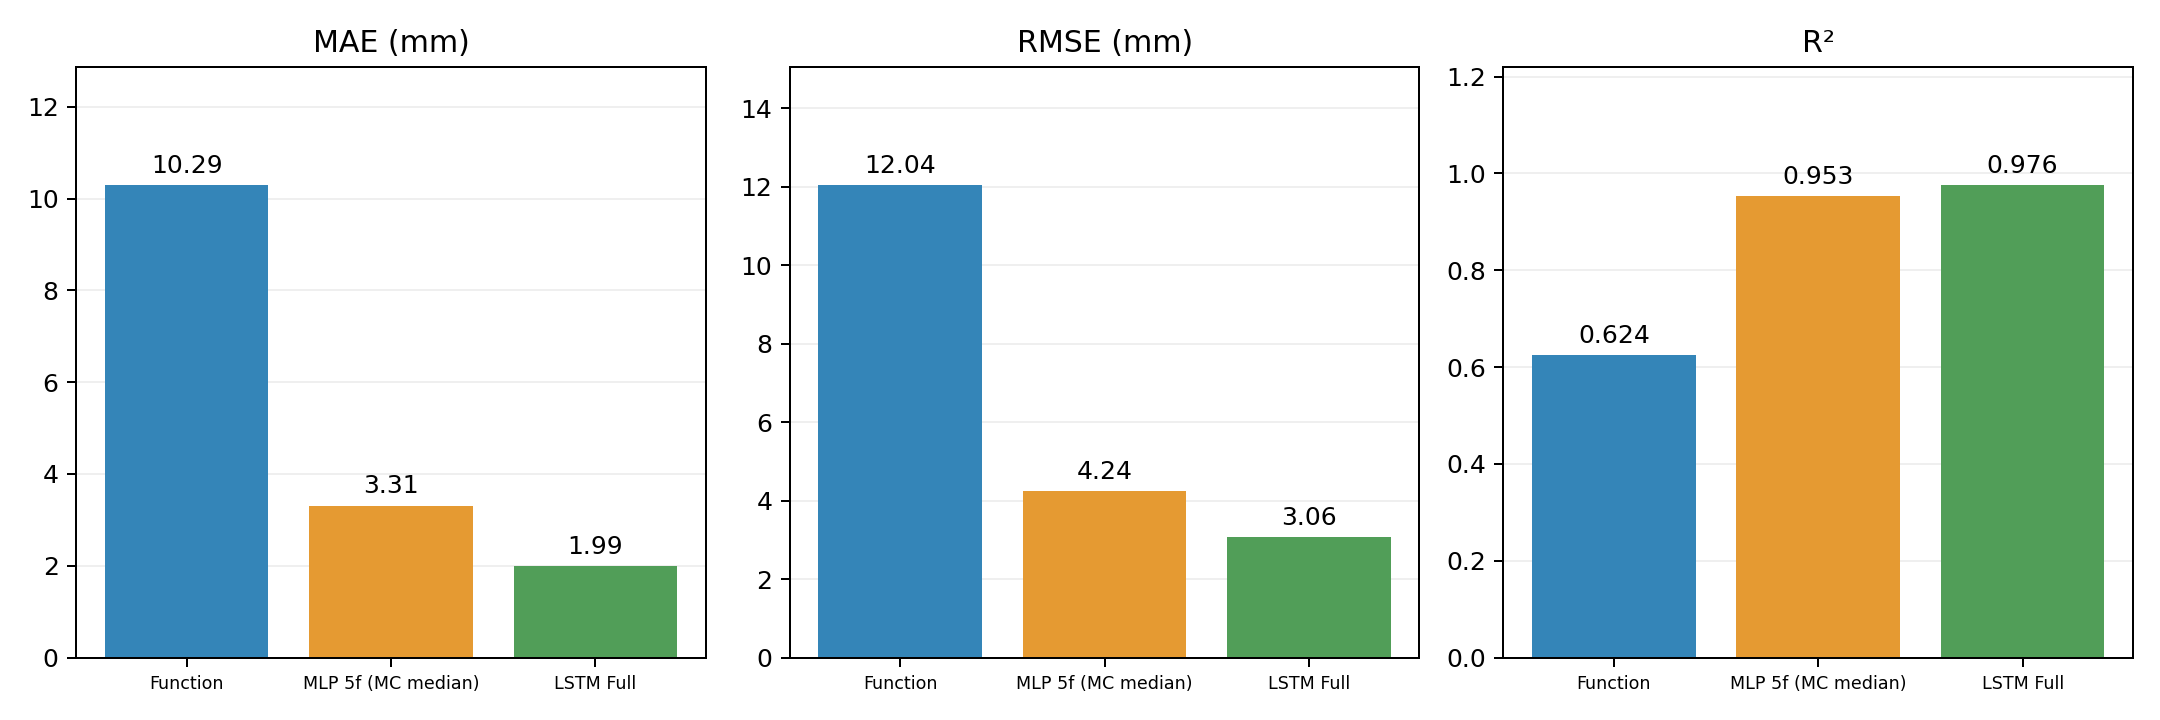 MAE (mm)
12
10
8
6
4
2
0
10.29
3.31
1.99
Function
MLP 5f (MC median)
LSTM Full
RMSE (mm)
14
12
10
8
6
4
2
0
12.04
4.24
3.06
Function
MLP 5f (MC median)
LSTM Full
R²
1.2
1.0
0.8
0.6
0.4
0.2
0.0
0.624
0.953
0.976
Function
MLP 5f (MC median)
LSTM Full